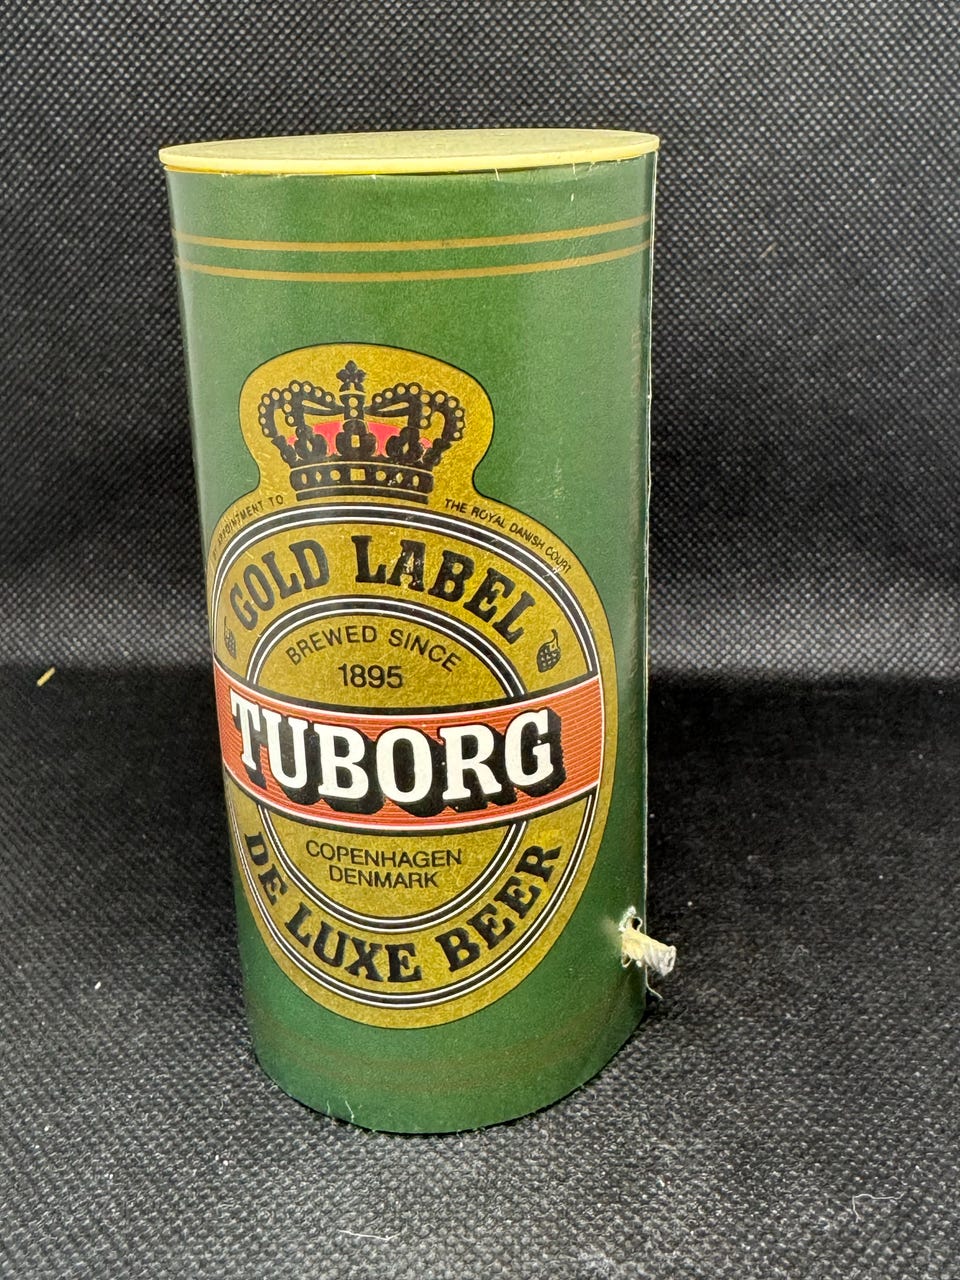 BY APPOINTMENT TO THE ROYAL DANISH COURT
GOLD LABEL
BREWED SINCE
1895
TUBORG
COPENHAGEN
DENMARK
DE LUXE BEER